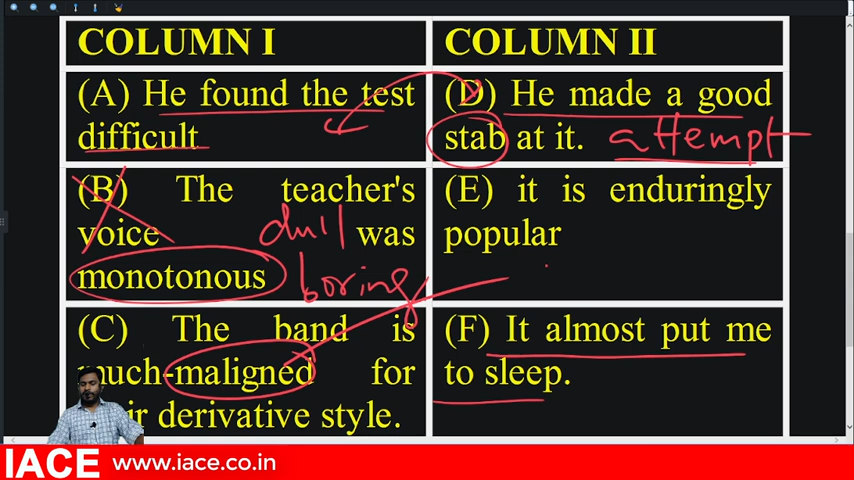 COLUMN I
COLUMN II
(A) He found the test
difficult
(D) He made a good
stab at it. attempt
(B) The teacher's
voice dull was
monotonous boring
(E) it is enduringly
popular
(C) The band is
much-maligned for
derivative style.
(F) It almost put me
to sleep.
IACE www.iace.co.in